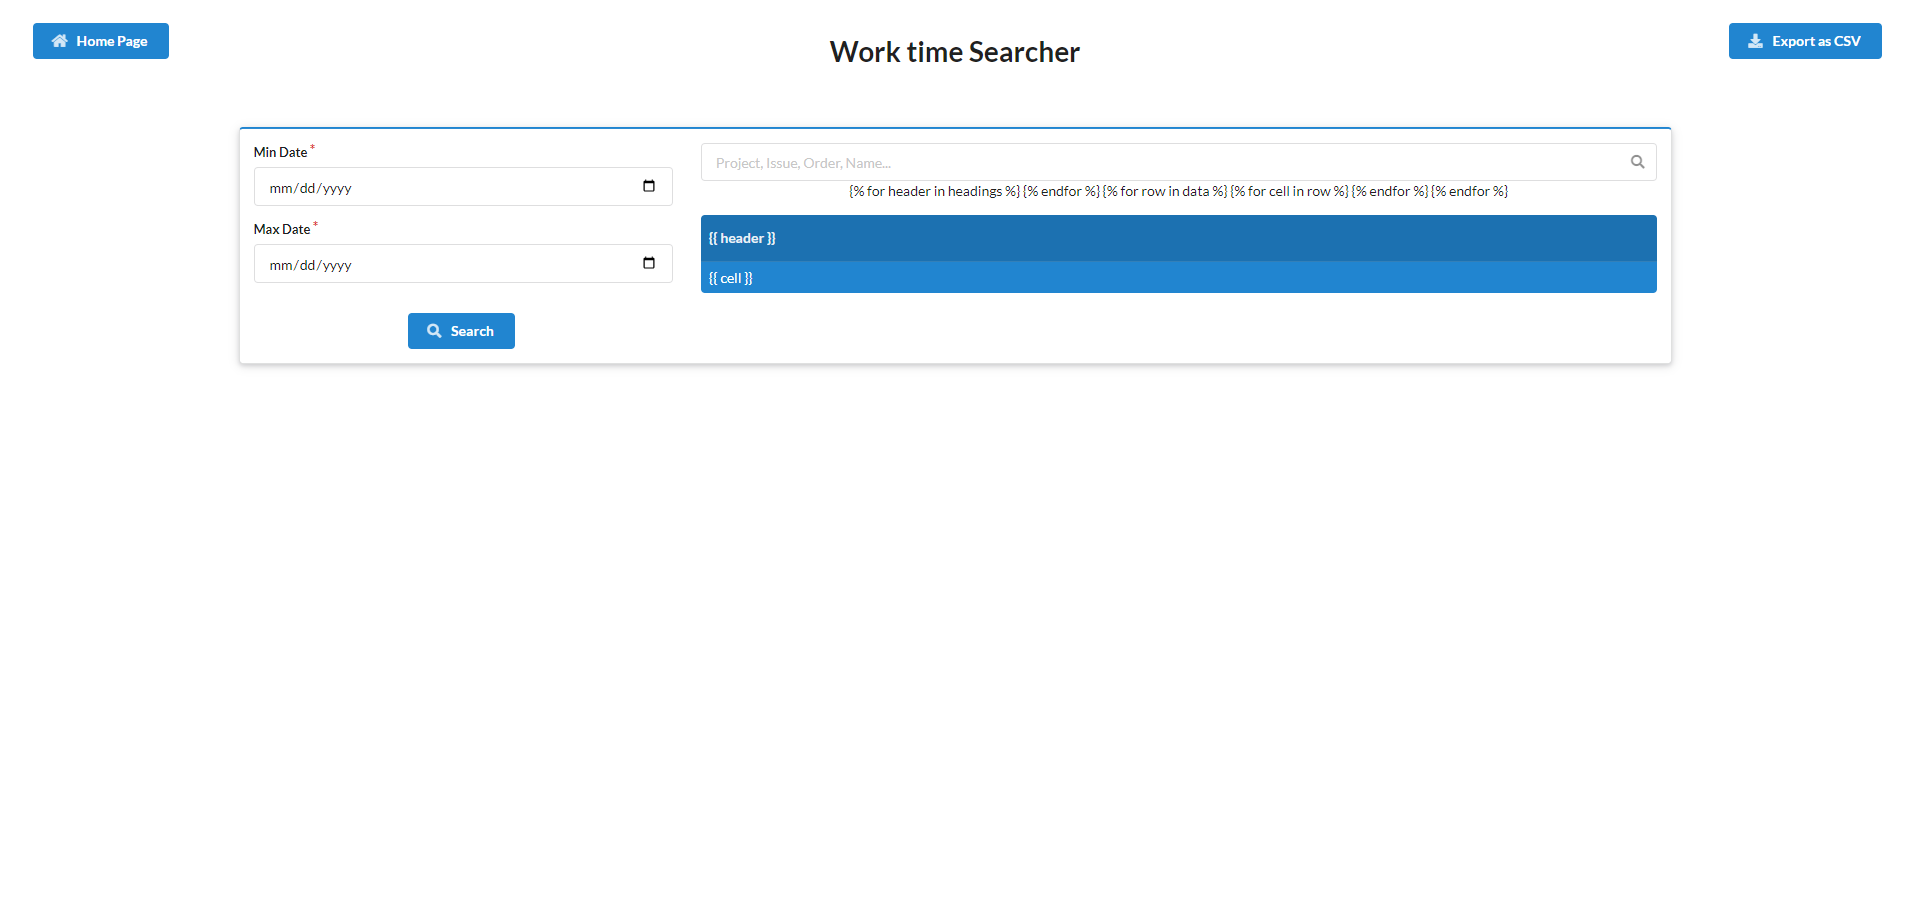 Home Page
Work time Searcher
Export as CSV
Min Date *
mm/dd/yyyy
Max Date *
mm/dd/yyyy
Search
Project, Issue, Order, Name...
{% for header in headings %} {% endfor %} {% for row in data %} {% for cell in row %} {% endfor %} {% endfor %}
{{ header }}
{{ cell }}